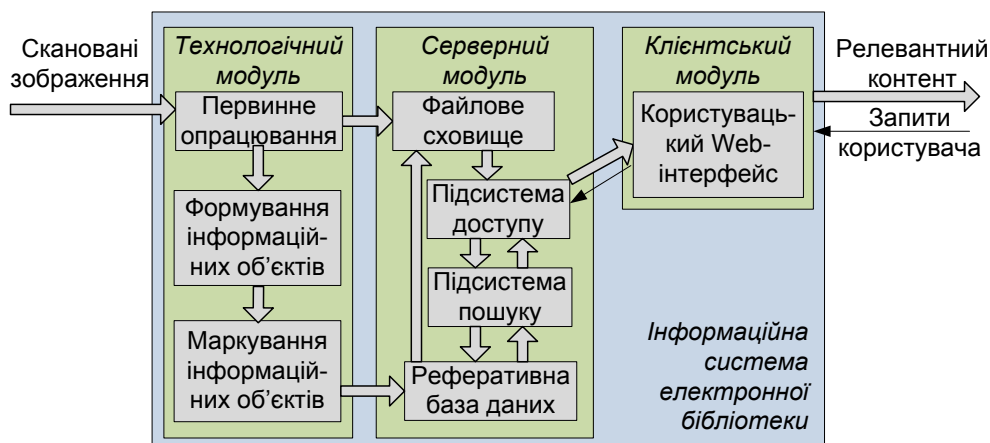 Скановані
зображення
Технологічний
модуль
Первинне
опрацювання
Формування
інформацій-
них об’єктів
Маркування
інформацій-
них об’єктів
Серверний
модуль
Файлове
сховище
Підсистема
доступу
Підсистема
пошуку
Реферативна
база даних
Клієнтський
модуль
Користуваць-
кий Web-
інтерфейс
Релевантний
контент
Запити
користувача
Інформаційна
система
електронної
бібліотеки